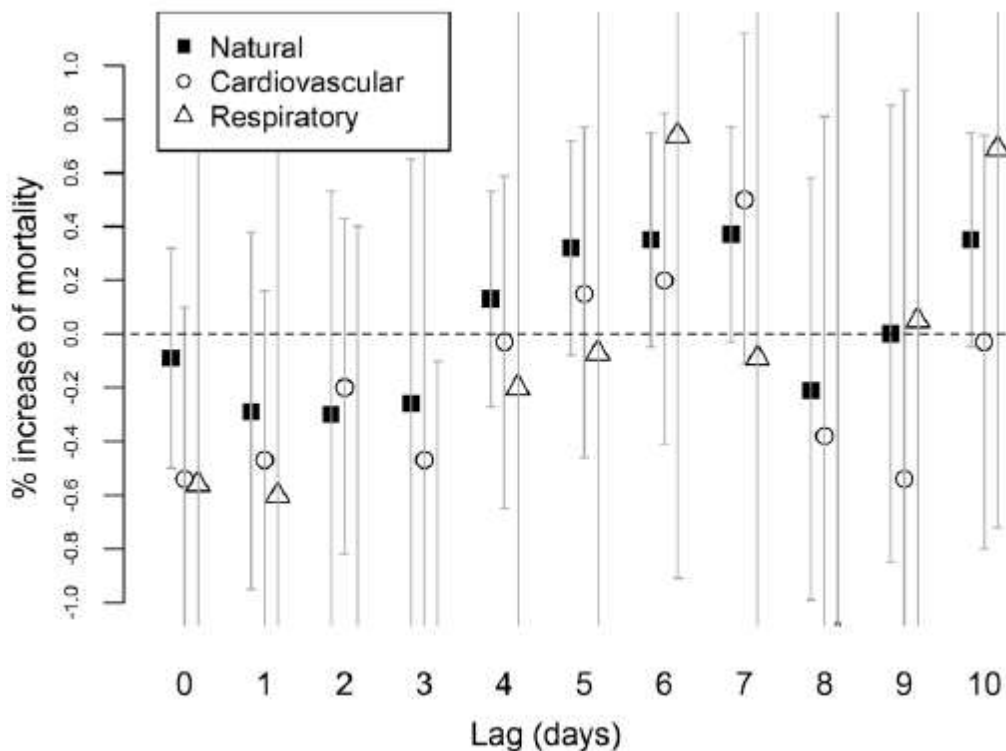 Natural
Cardiovascular
Respiratory
% increase of mortality
1.0
0.8
0.6
0.4
0.2
0.0
-0.2
-0.4
-0.6
-0.8
-1.0
0 1 2 3 4 5 6 7 8 9 10
Lag (days)